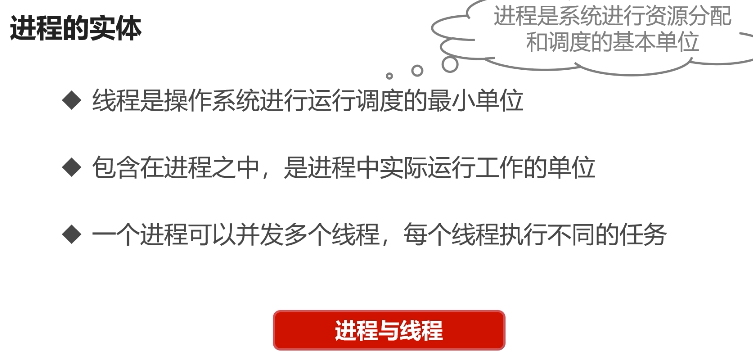 进程的实体
进程是系统进行资源分配
和调度的基本单位
线程是操作系统进行运行调度的最小单位
包含在进程之中，是进程中实际运行工作的单位
一个进程可以并发多个线程，每个线程执行不同的任务
进程与线程